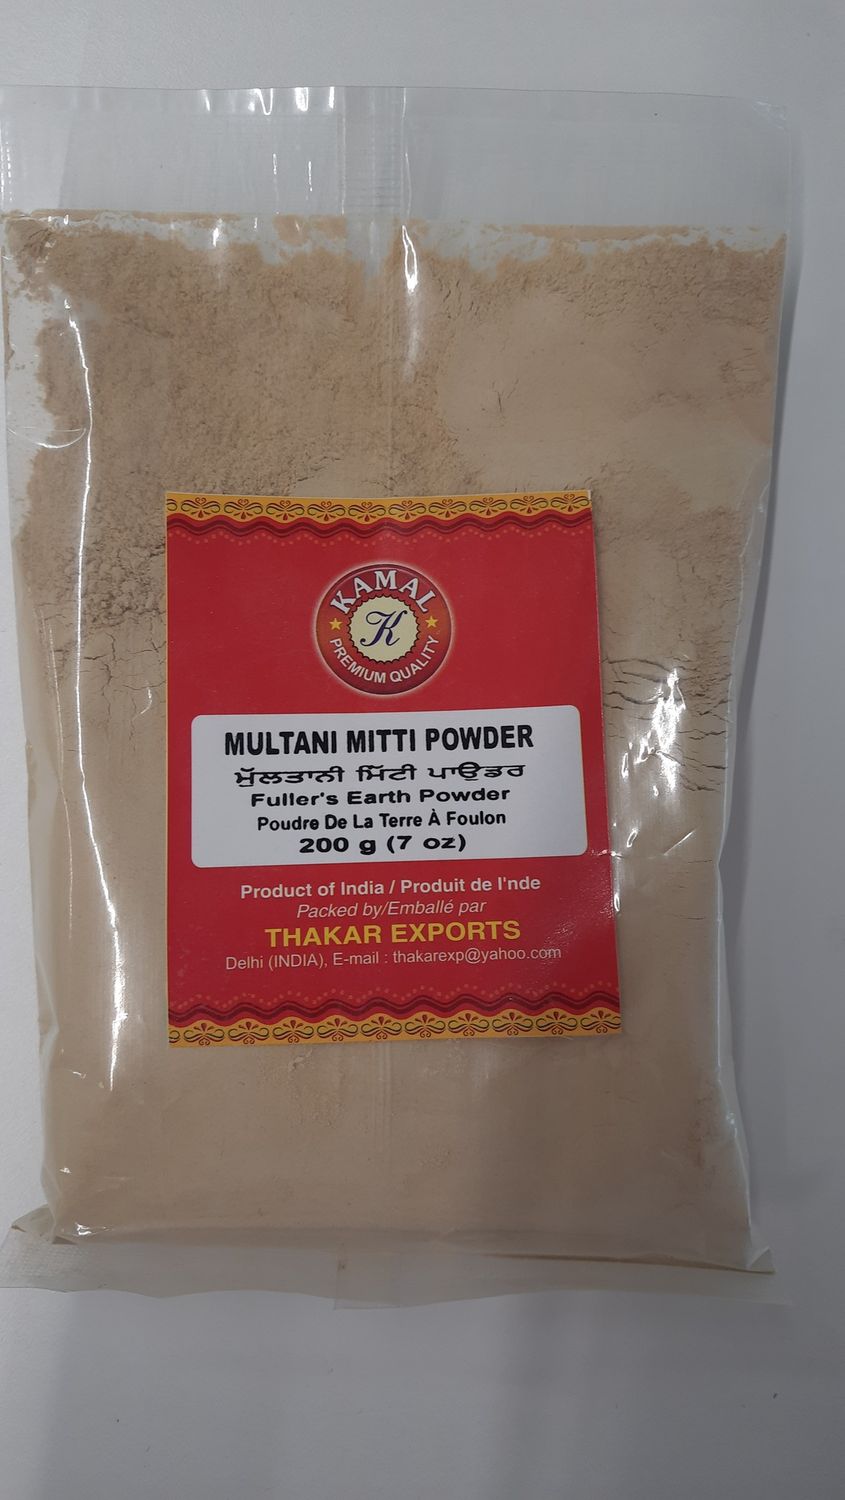 KAMAL
K
PREMIUM QUALITY
MULTANI MITTI POWDER
ਮੁੱਲਤਾਨੀ ਮਿੱਟੀ ਪਾਊਡਰ
Fuller's Earth Powder
Poudre De La Terre À Foulon
200 g (7 oz)
Product of India / Produit de l'nde
Packed by/Emballé par
THAKAR EXPORTS
Delhi (INDIA), E-mail : thakarexp@yahoo.com